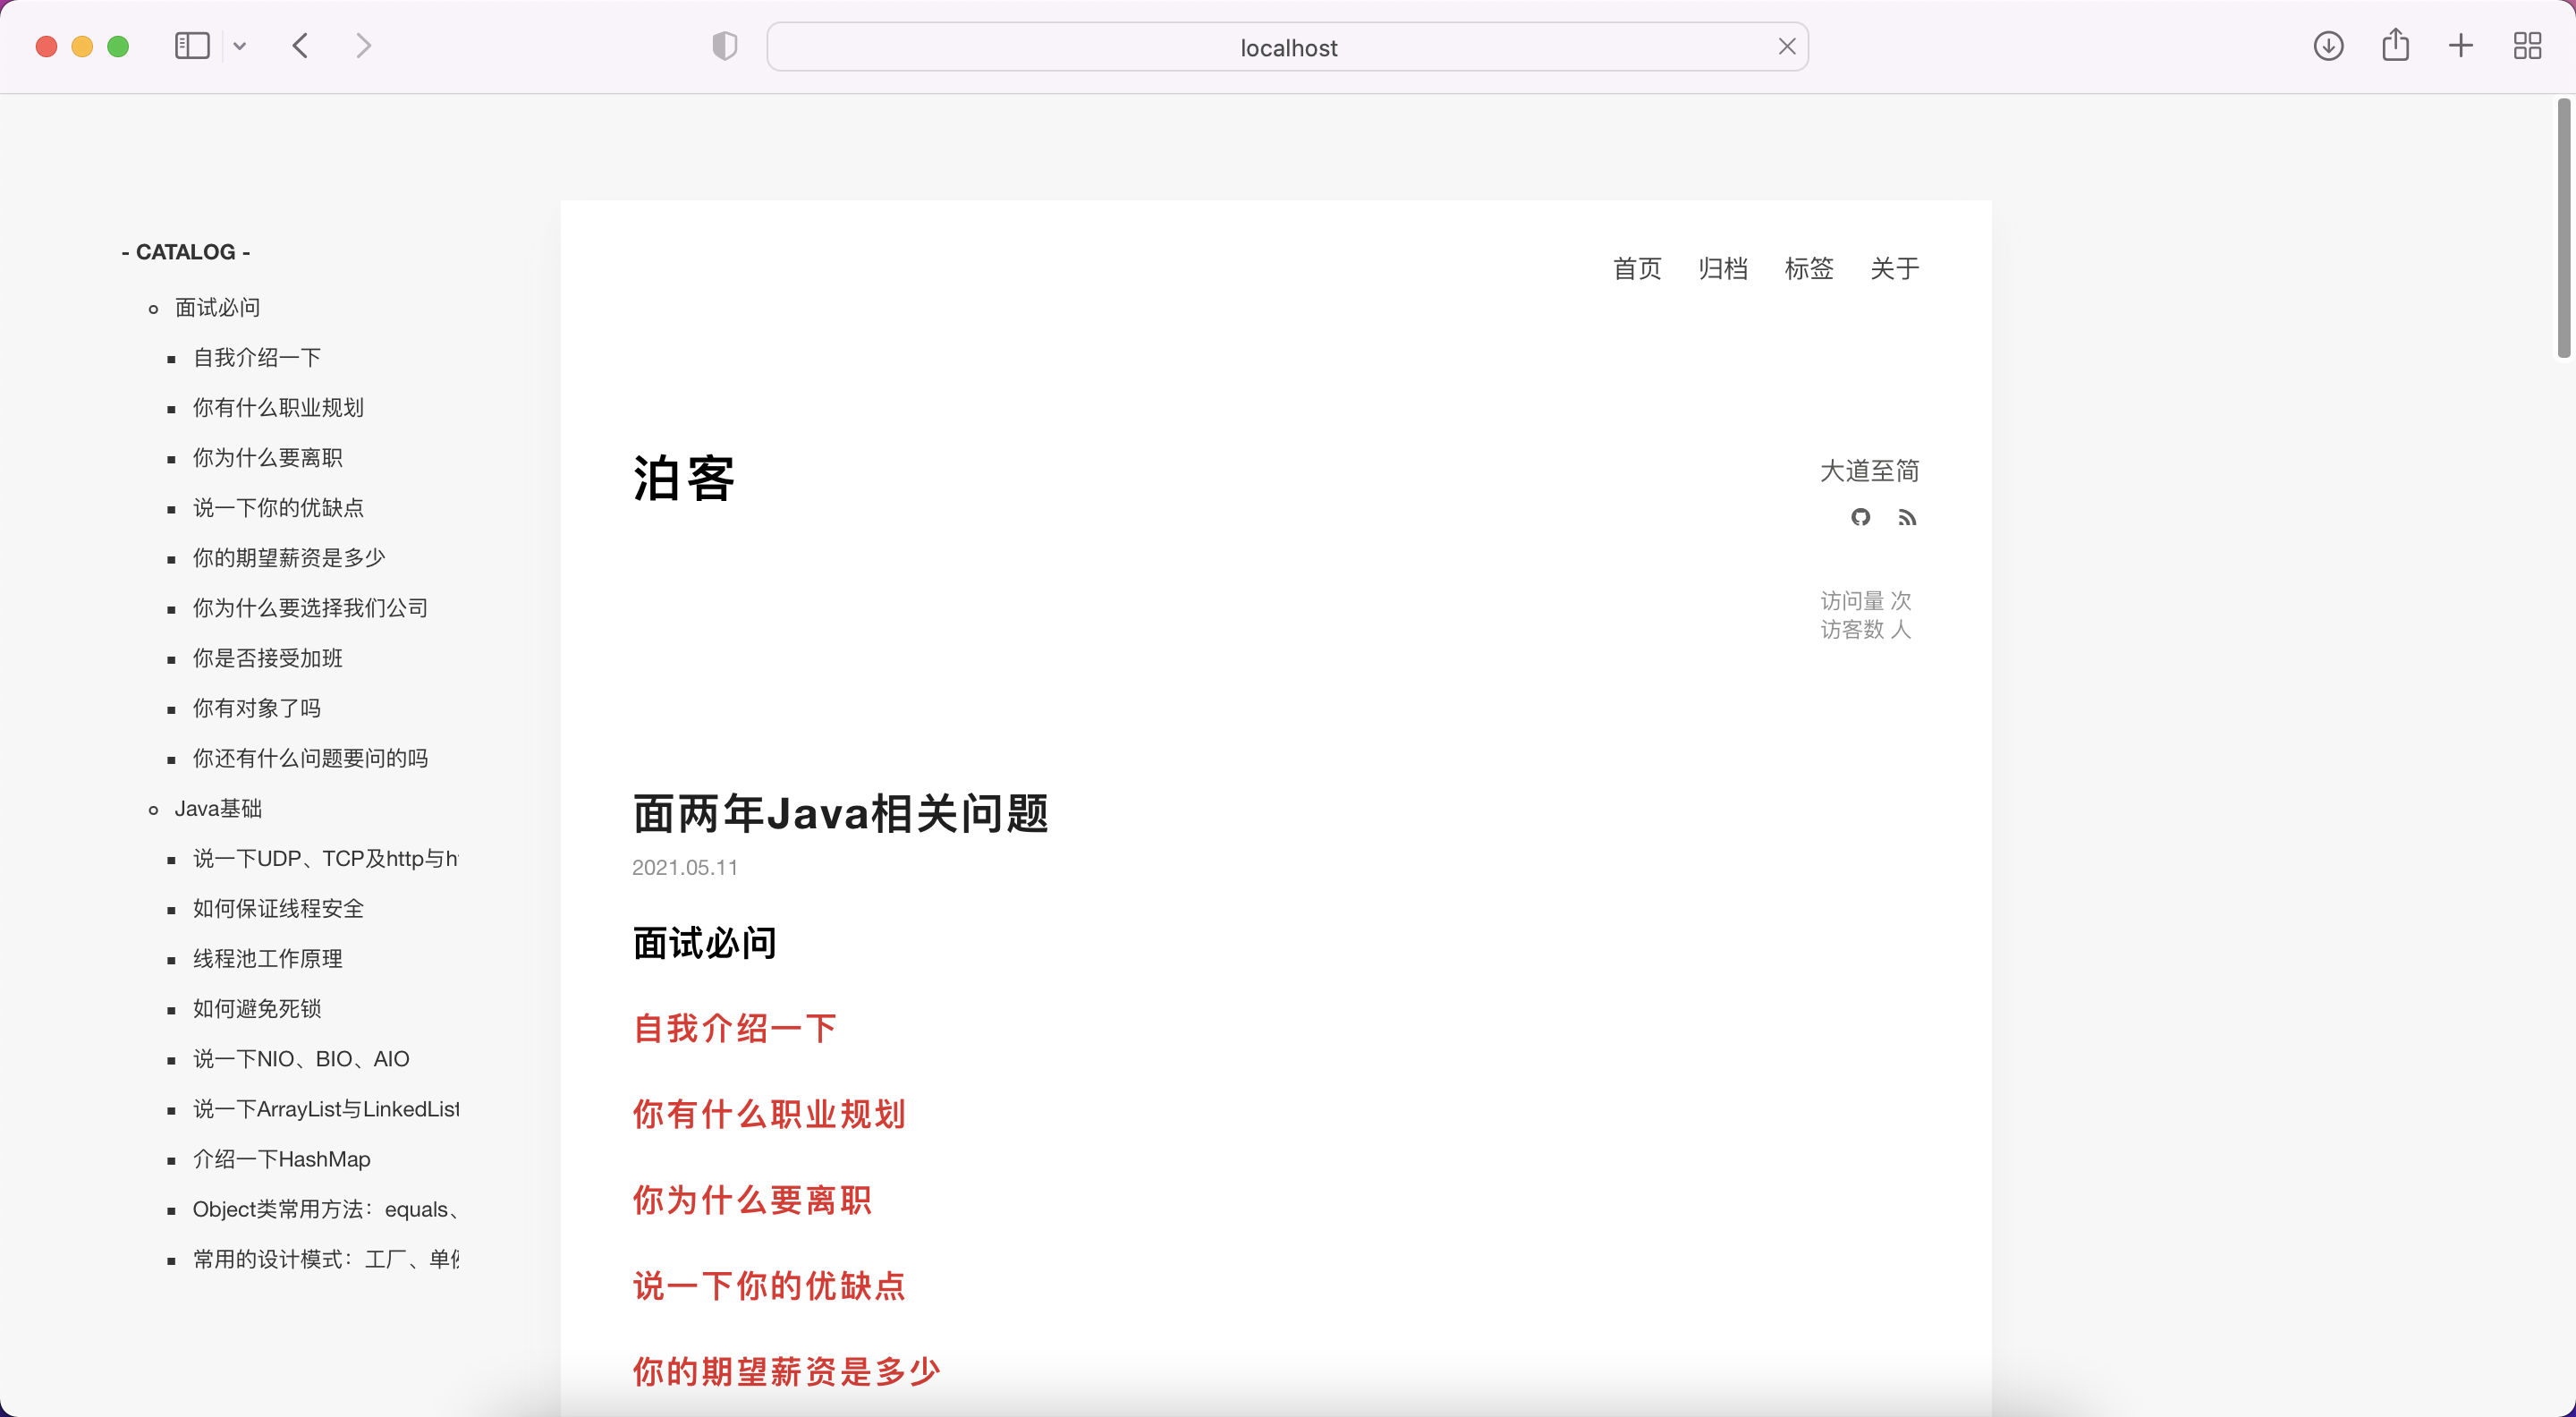 localhost
- CATALOG -
面试必问
自我介绍一下
你有什么职业规划
你为什么要离职
说一下你的优缺点
你的期望薪资是多少
你为什么要选择我们公司
你是否接受加班
你有对象了吗
你还有什么问题要问的吗
Java基础
说一下UDP、TCP及http与h
如何保证线程安全
线程池工作原理
如何避免死锁
说一下NIO、BIO、AIO
说一下ArrayList与LinkedList
介绍一下HashMap
Object类常用方法：equals、
常用的设计模式：工厂、单
首页 归档 标签 关于
泊客
大道至简
访问量 次
访客数 人
面两年Java相关问题
2021.05.11
面试必问
自我介绍一下
你有什么职业规划
你为什么要离职
说一下你的优缺点
你的期望薪资是多少